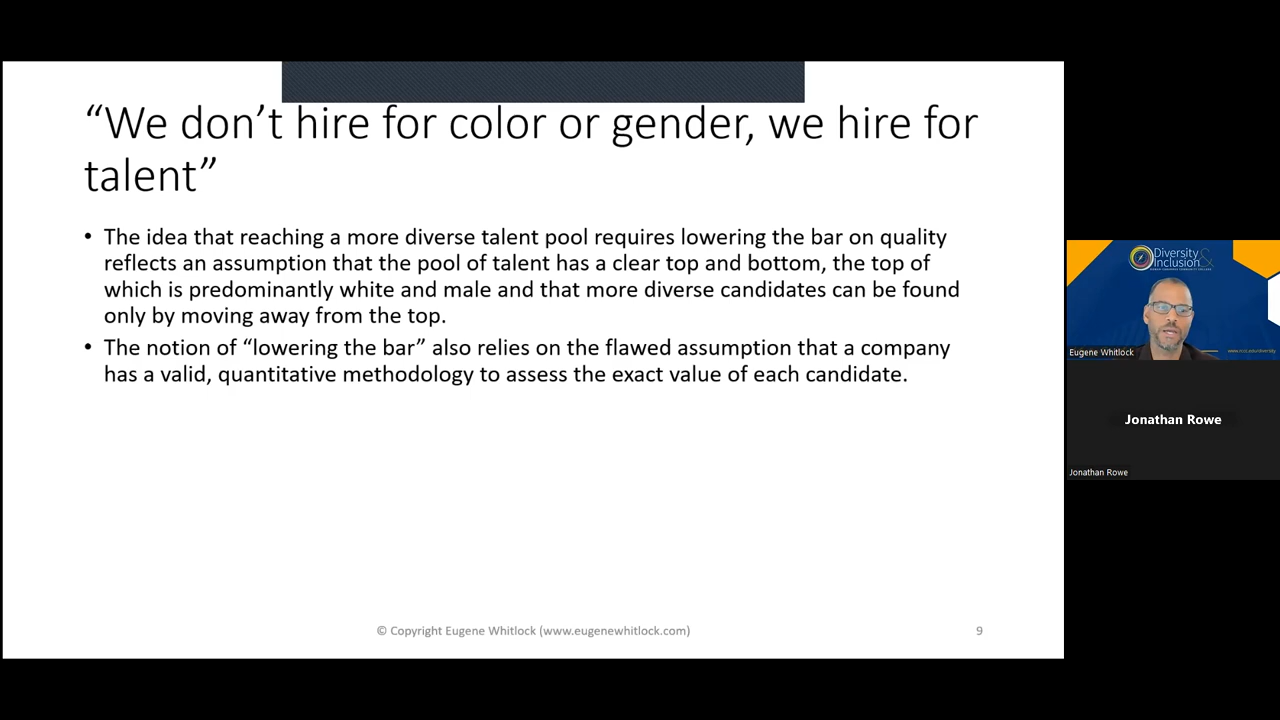 “We don’t hire for color or gender, we hire for
talent”
• The idea that reaching a more diverse talent pool requires lowering the bar on quality
reflects an assumption that the pool of talent has a clear top and bottom, the top of
which is predominantly white and male and that more diverse candidates can be found
only by moving away from the top.
• The notion of “lowering the bar” also relies on the flawed assumption that a company
has a valid, quantitative methodology to assess the exact value of each candidate.
© Copyright Eugene Whitlock (www.eugenewhitlock.com)
9
Diversity &
Inclusion
Eugene Whitlock
Jonathan Rowe
Jonathan Rowe